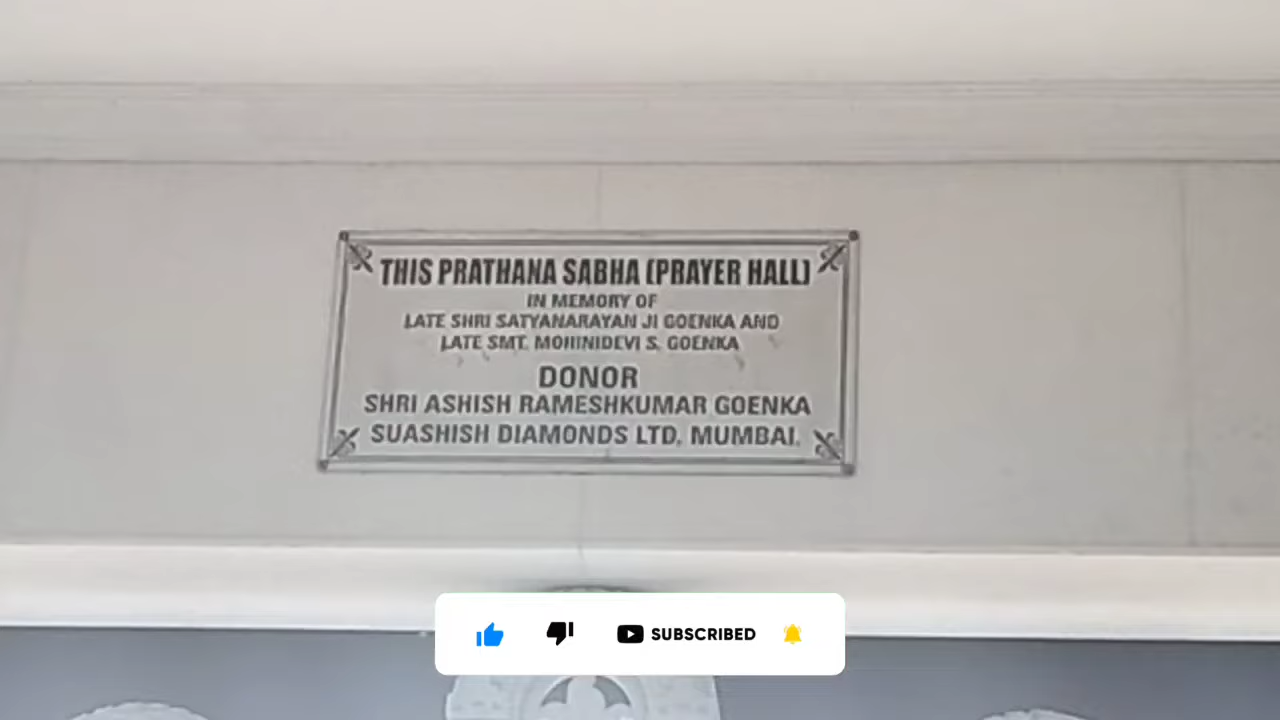 THIS PRATHANA SABHA (PRAYER HALL)
IN MEMORY OF
LATE SHRI SATYANARAYAN JI GOENKA AND
LATE SMT. MOHINIDEVI S. GOENKA
DONOR
SHRI ASHISH RAMESHKUMAR GOENKA
SUASHISH DIAMONDS LTD. MUMBAI.
SUBSCRIBED